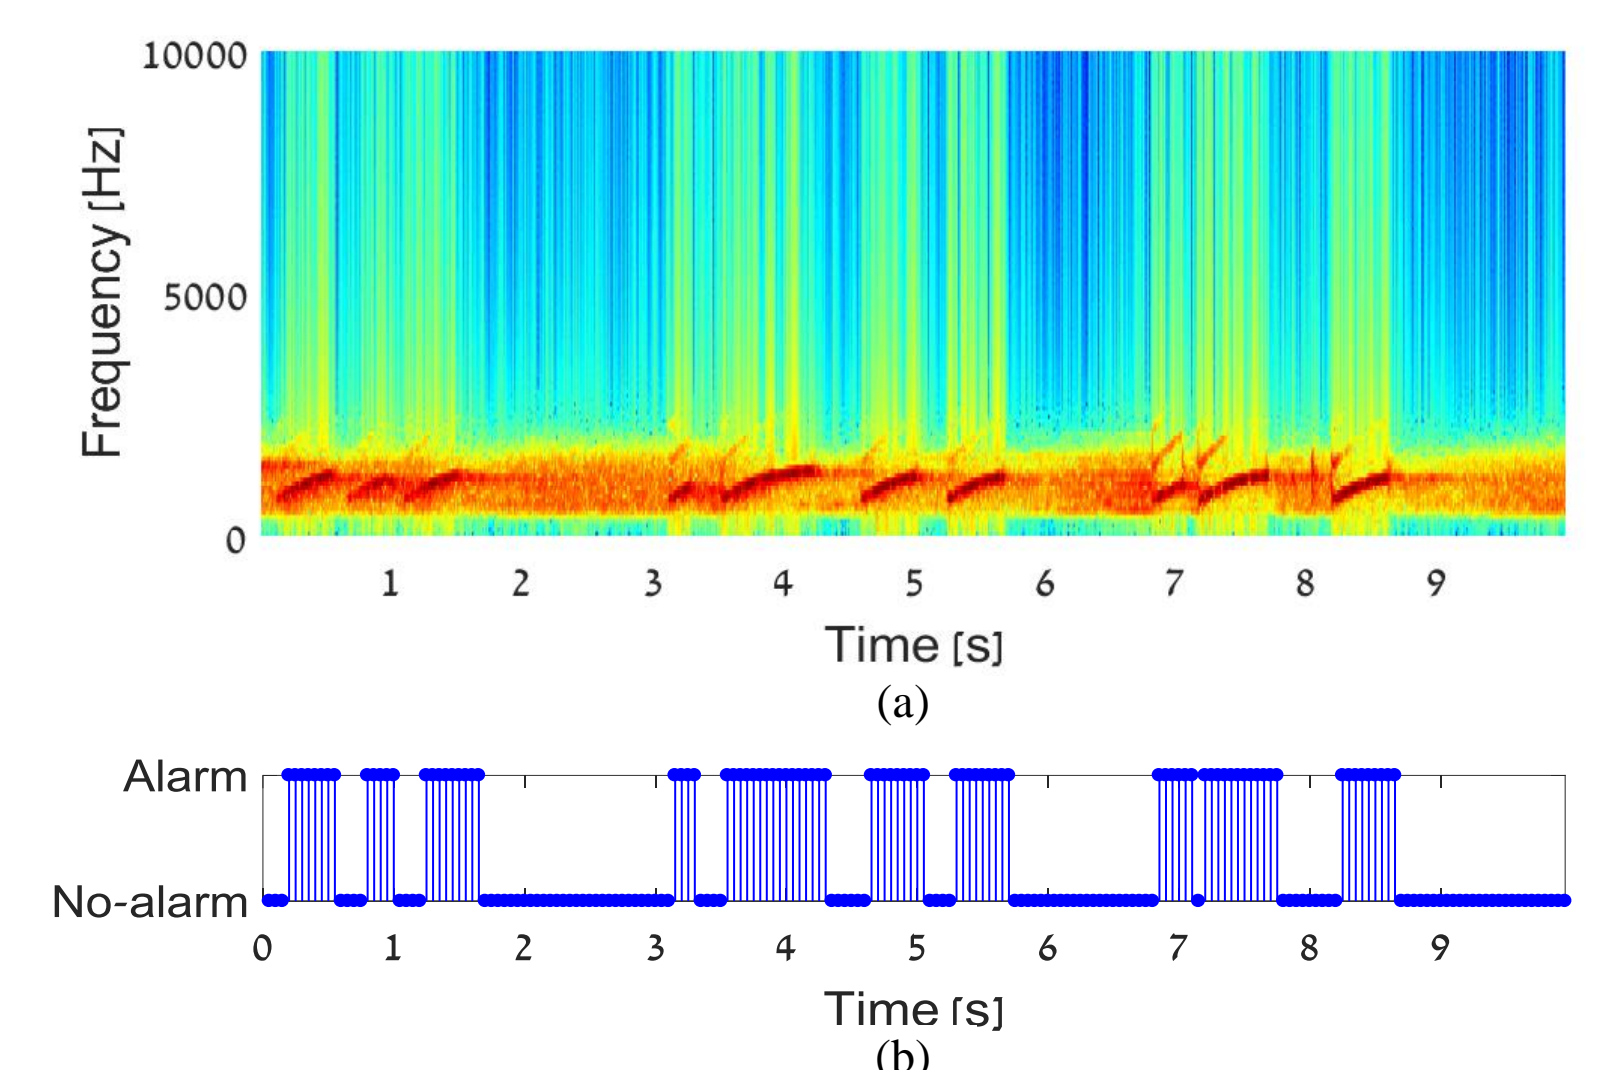 10000
5000
0
Frequency [Hz]
1 2 3 4 5 6 7 8 9
Time [s]
(a)
Alarm
No-alarm
0 1 2 3 4 5 6 7 8 9
Time [s]
(b)